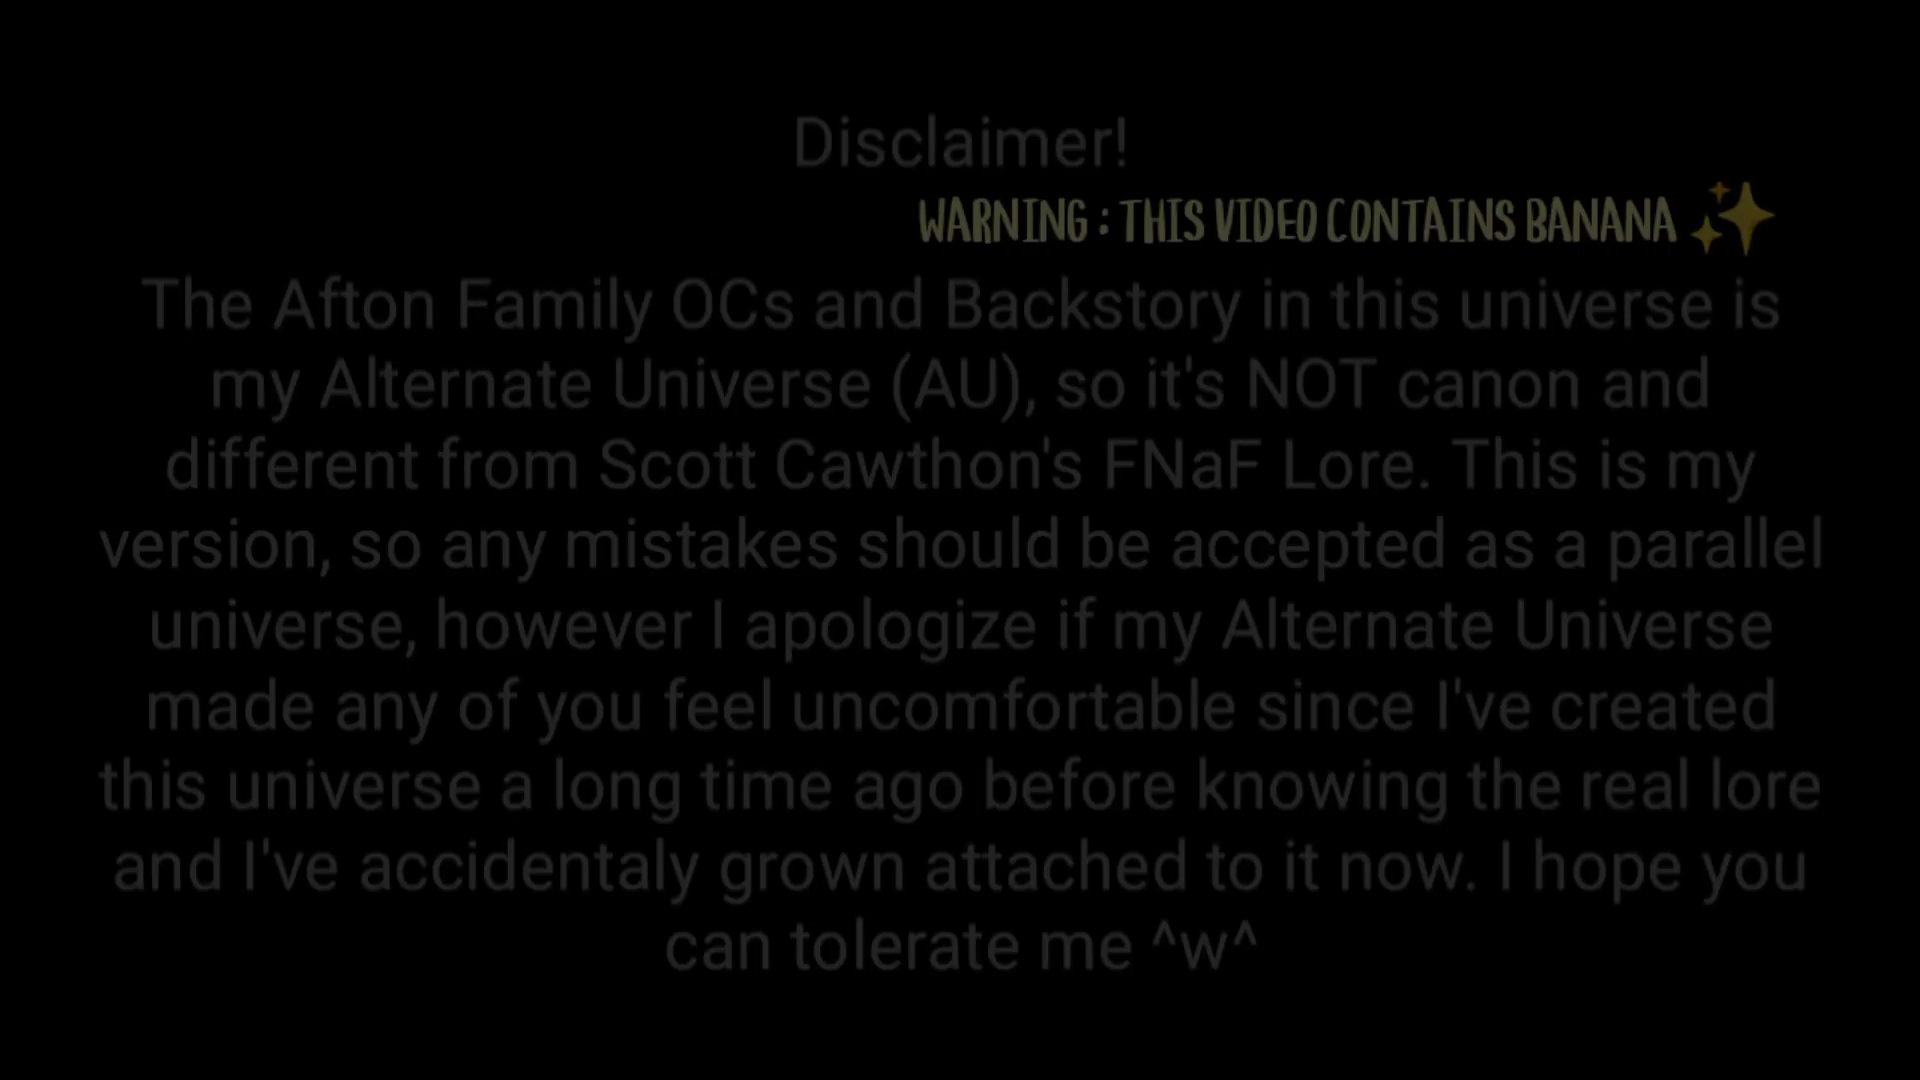 Disclaimer!
WARNING : THIS VIDEO CONTAINS BANANA ✨
The Afton Family OCs and Backstory in this universe is
my Alternate Universe (AU), so it's NOT canon and
different from Scott Cawthon's FNaF Lore. This is my
version, so any mistakes should be accepted as a parallel
universe, however I apologize if my Alternate Universe
made any of you feel uncomfortable since I've created
this universe a long time ago before knowing the real lore
and I've accidentaly grown attached to it now. I hope you
can tolerate me ^w^